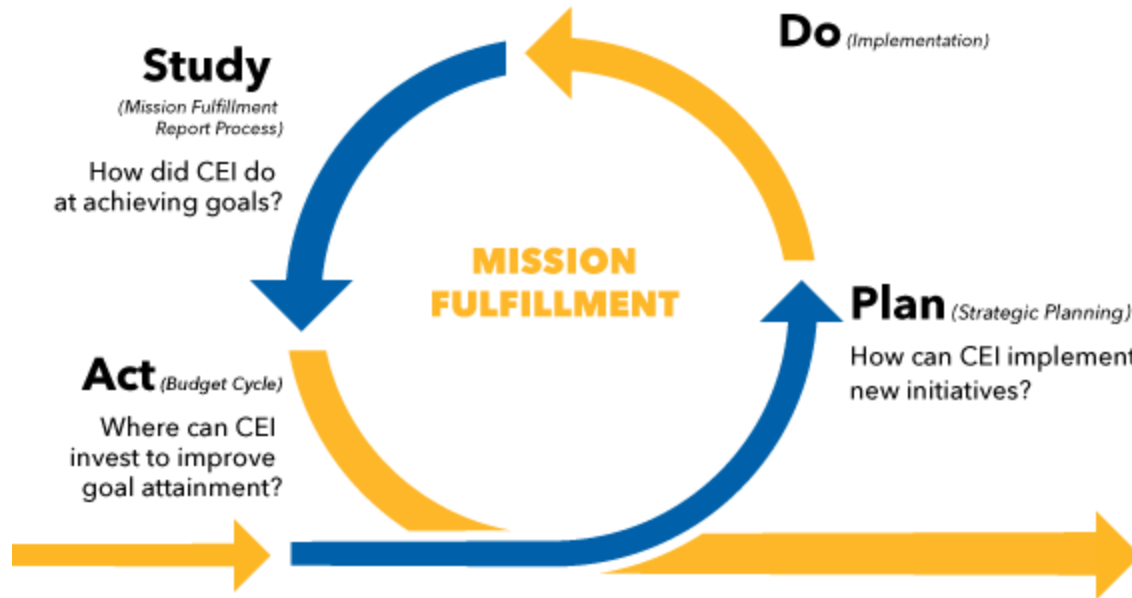 Do (Implementation)
Study
(Mission Fulfillment
Report Process)
How did CEI do
at achieving goals?
MISSION
FULFILLMENT
Plan (Strategic Planning)
How can CEI implement
new initiatives?
Act (Budget Cycle)
Where can CEI
invest to improve
goal attainment?